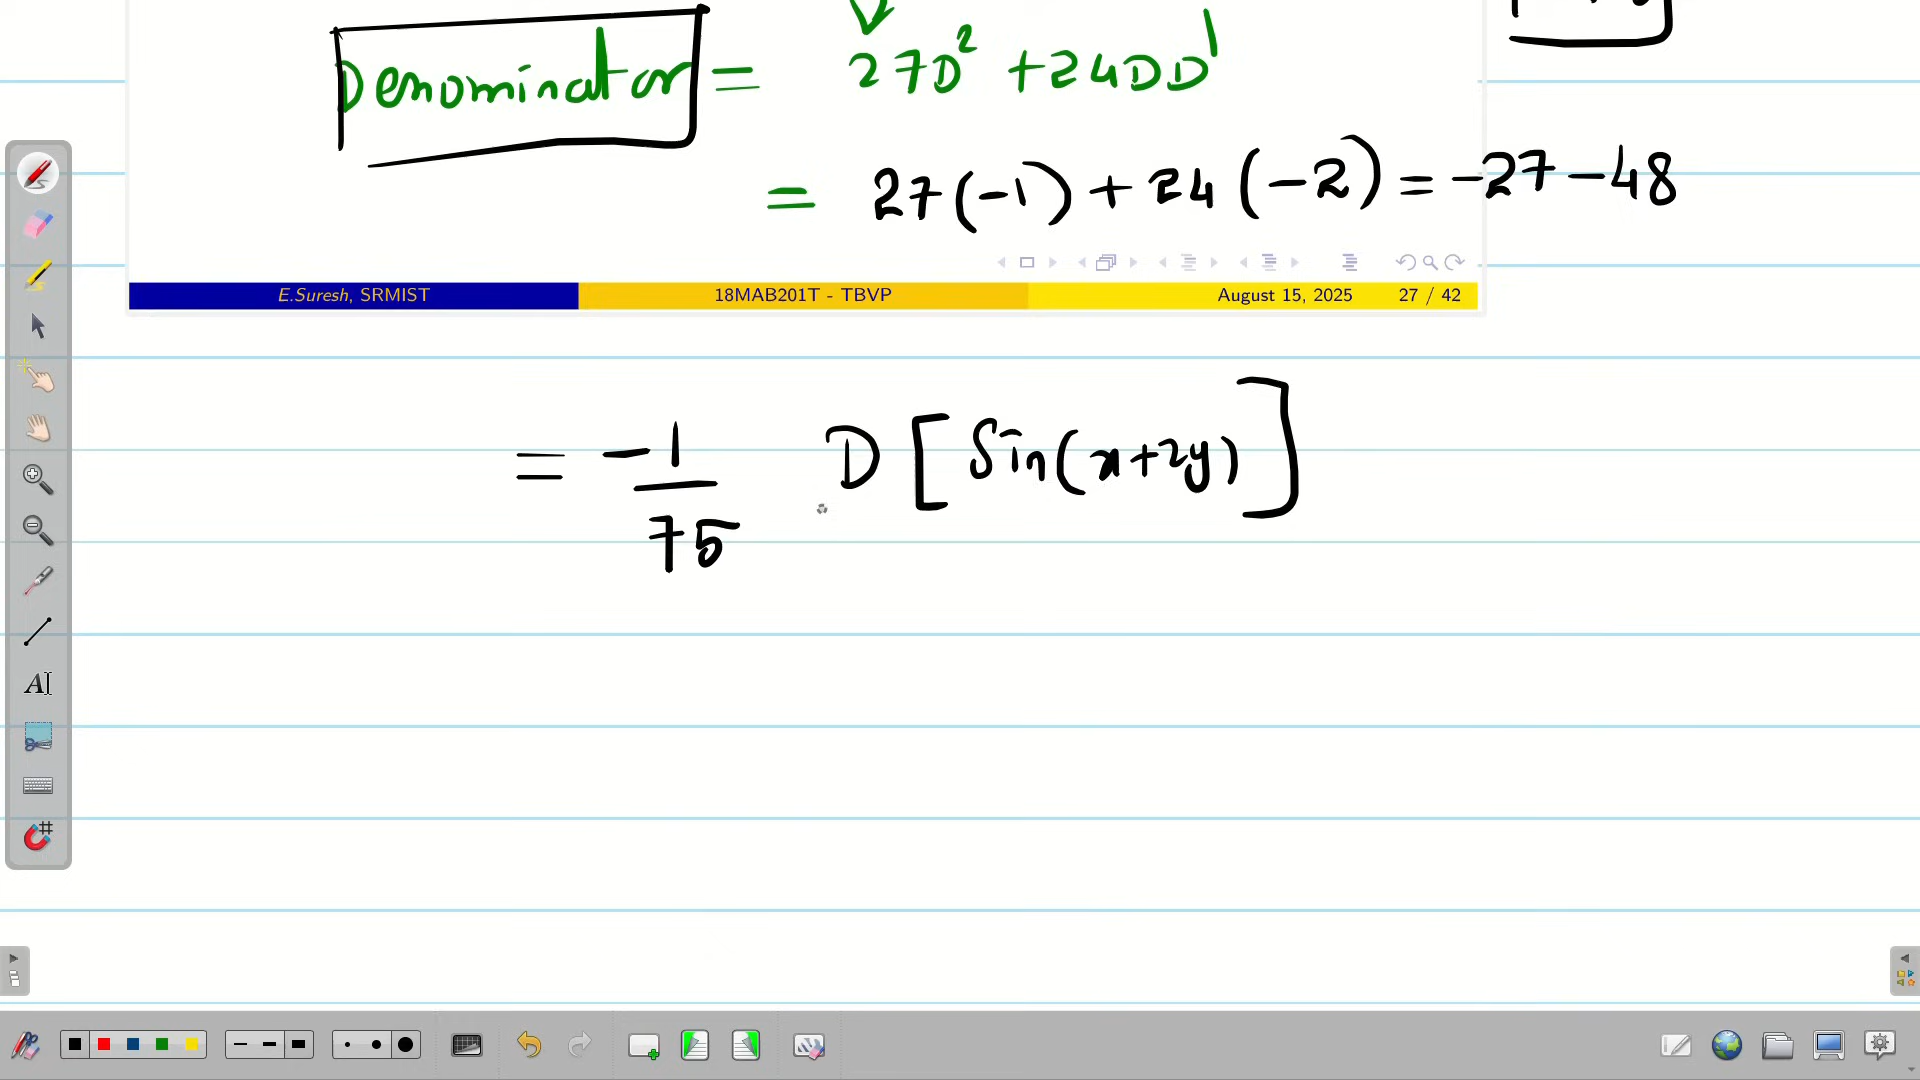 Denominator = 27D² + 24DD'
= 27(-1) + 24(-2) = -27 - 48
E.Suresh, SRMIST 18MAB201T - TBVP August 15, 2025 27 / 42
= -1/75 D[Sin(x+2y)]